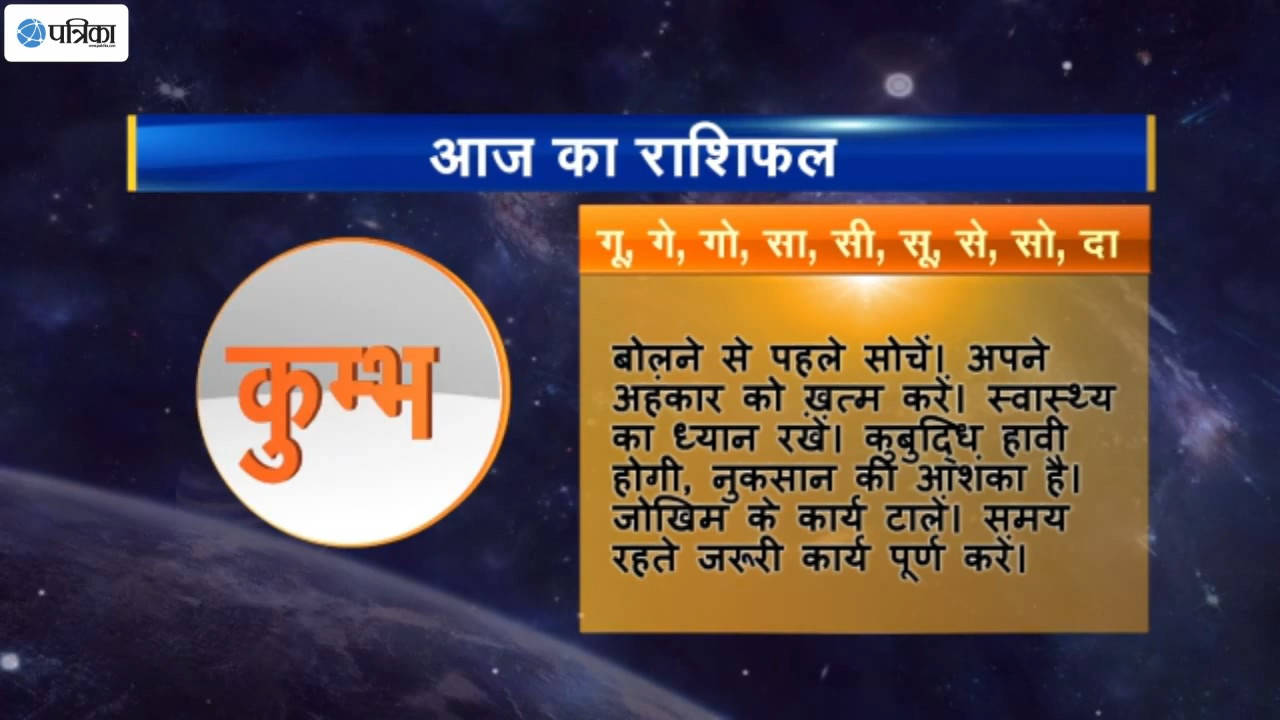 पत्रिका
आज का राशिफल
गू, गे, गो, सा, सी, सू, से, सो, दा
कुम्भ
बोलने से पहले सोचें। अपने
अहंकार को ख़त्म करें। स्वास्थ्य
का ध्यान रखें। कुबुद्धि हावी
होगी, नुकसान की आशंका है।
जोखिम के कार्य टालें। समय
रहते जरूरी कार्य पूर्ण करें।